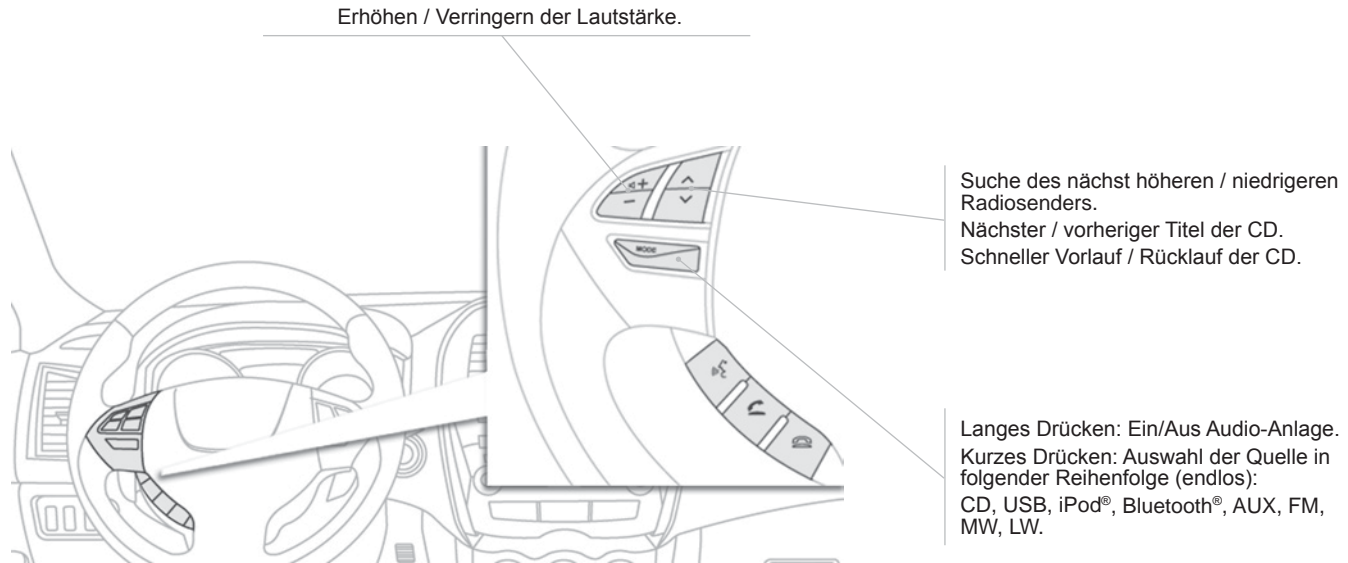 Erhöhen / Verringern der Lautstärke.
Suche des nächst höheren / niedrigeren
Radiosenders.
Nächster / vorheriger Titel der CD.
Schneller Vorlauf / Rücklauf der CD.
MODE
Langes Drücken: Ein/Aus Audio-Anlage.
Kurzes Drücken: Auswahl der Quelle in
folgender Reihenfolge (endlos):
CD, USB, iPod®, Bluetooth®, AUX, FM,
MW, LW.